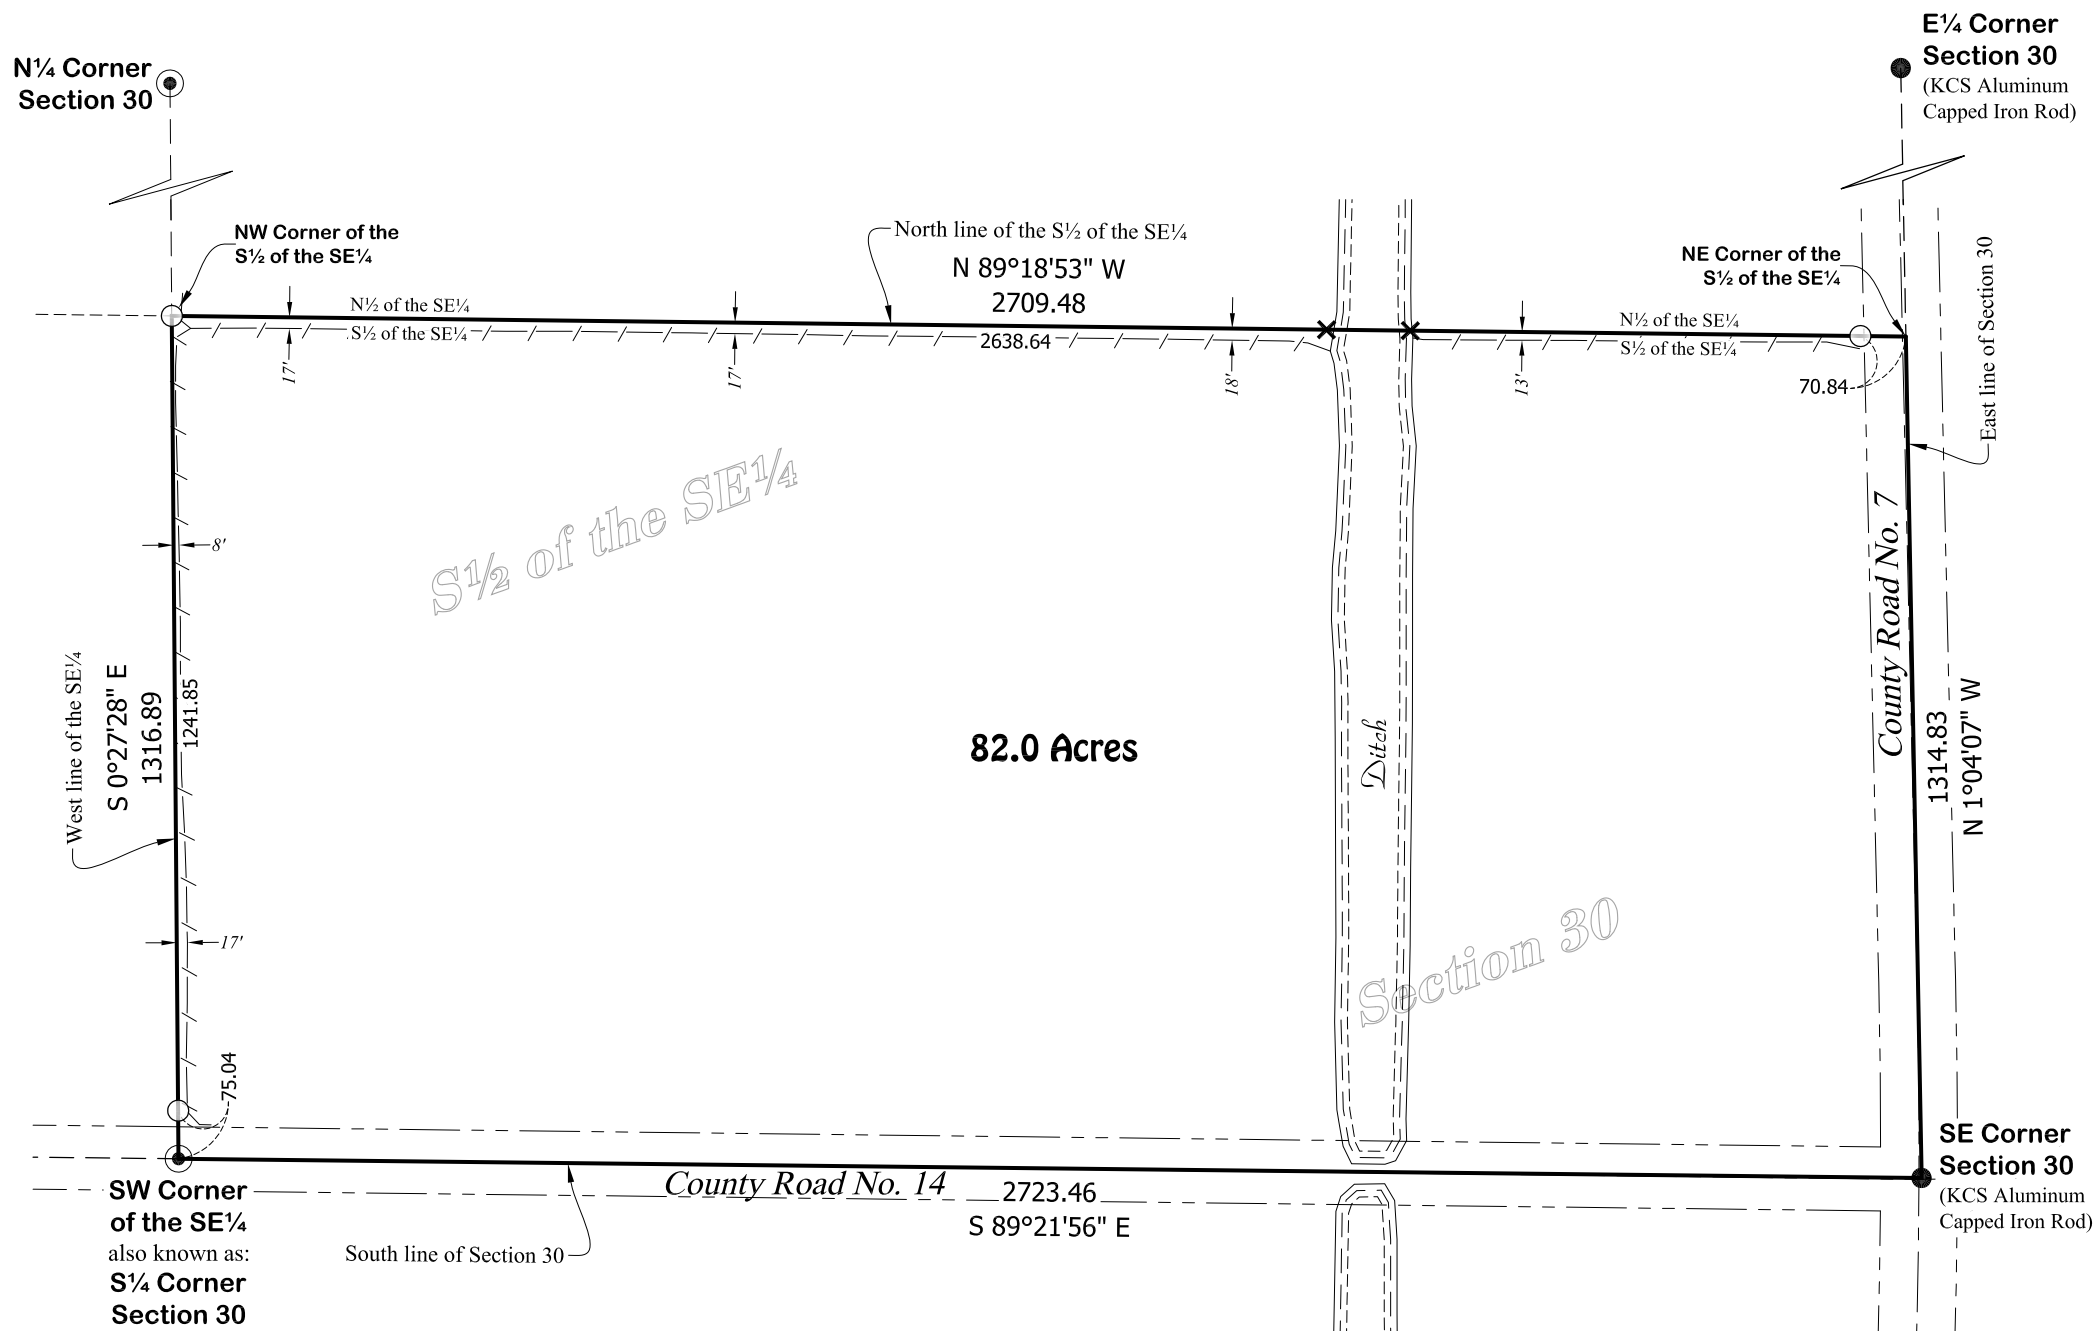 N¼ Corner
Section 30
E¼ Corner
Section 30
(KCS Aluminum
Capped Iron Rod)
NW Corner of the
S½ of the SE¼
North line of the S½ of the SE¼
N 89°18'53" W
2709.48
NE Corner of the
S½ of the SE¼
East line of Section 30
N½ of the SE¼
S½ of the SE¼
2638.64
N½ of the SE¼
S½ of the SE¼
17'
17'
18'
13'
70.84
S½ of the SE¼
8'
County Road No. 7
West line of the SE¼
S 0°27'28" E
1316.89
1241.85
82.0 Acres
Ditch
1314.83
N 1°04'07" W
17'
Section 30
75.04
SE Corner
Section 30
(KCS Aluminum
Capped Iron Rod)
SW Corner
of the SE¼
also known as:
S¼ Corner
Section 30
County Road No. 14
2723.46
S 89°21'56" E
South line of Section 30